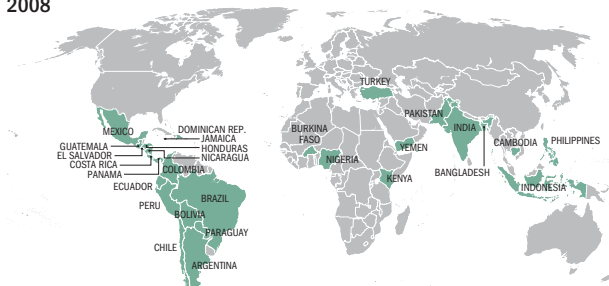 2008
MEXICO
GUATEMALA
EL SALVADOR
COSTA RICA
PANAMA
DOMINICAN REP.
JAMAICA
HONDURAS
NICARAGUA
COLOMBIA
ECUADOR
PERU
BRAZIL
BOLIVIA
PARAGUAY
CHILE
ARGENTINA
TURKEY
BURKINA
FASO
NIGERIA
KENYA
YEMEN
PAKISTAN
INDIA
BANGLADESH
CAMBODIA
PHILIPPINES
INDONESIA